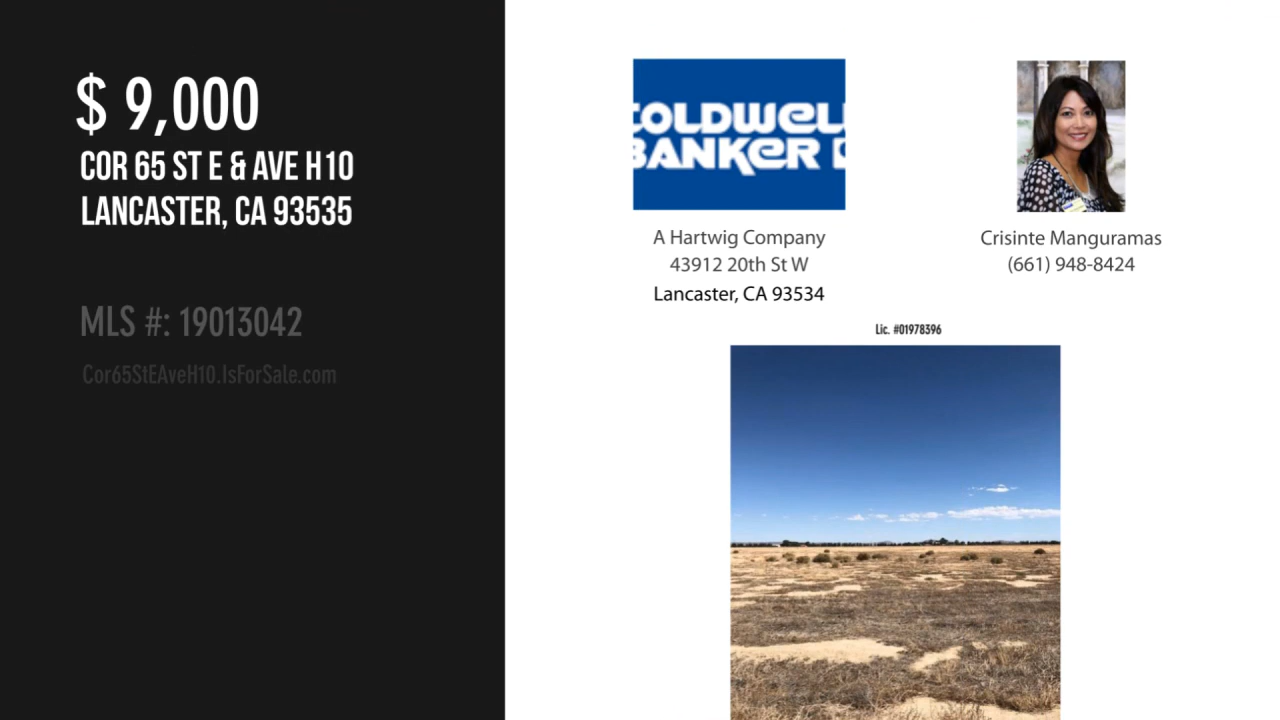 $ 9,000
COR 65 ST E & AVE H10
LANCASTER, CA 93535
MLS #: 19013042
Cor65StEAveH10.IsForSale.com
COLDWELL
BANKER
A Hartwig Company
43912 20th St W
Lancaster, CA 93534
Crisinte Manguramas
(661) 948-8424
Lic. #01978396